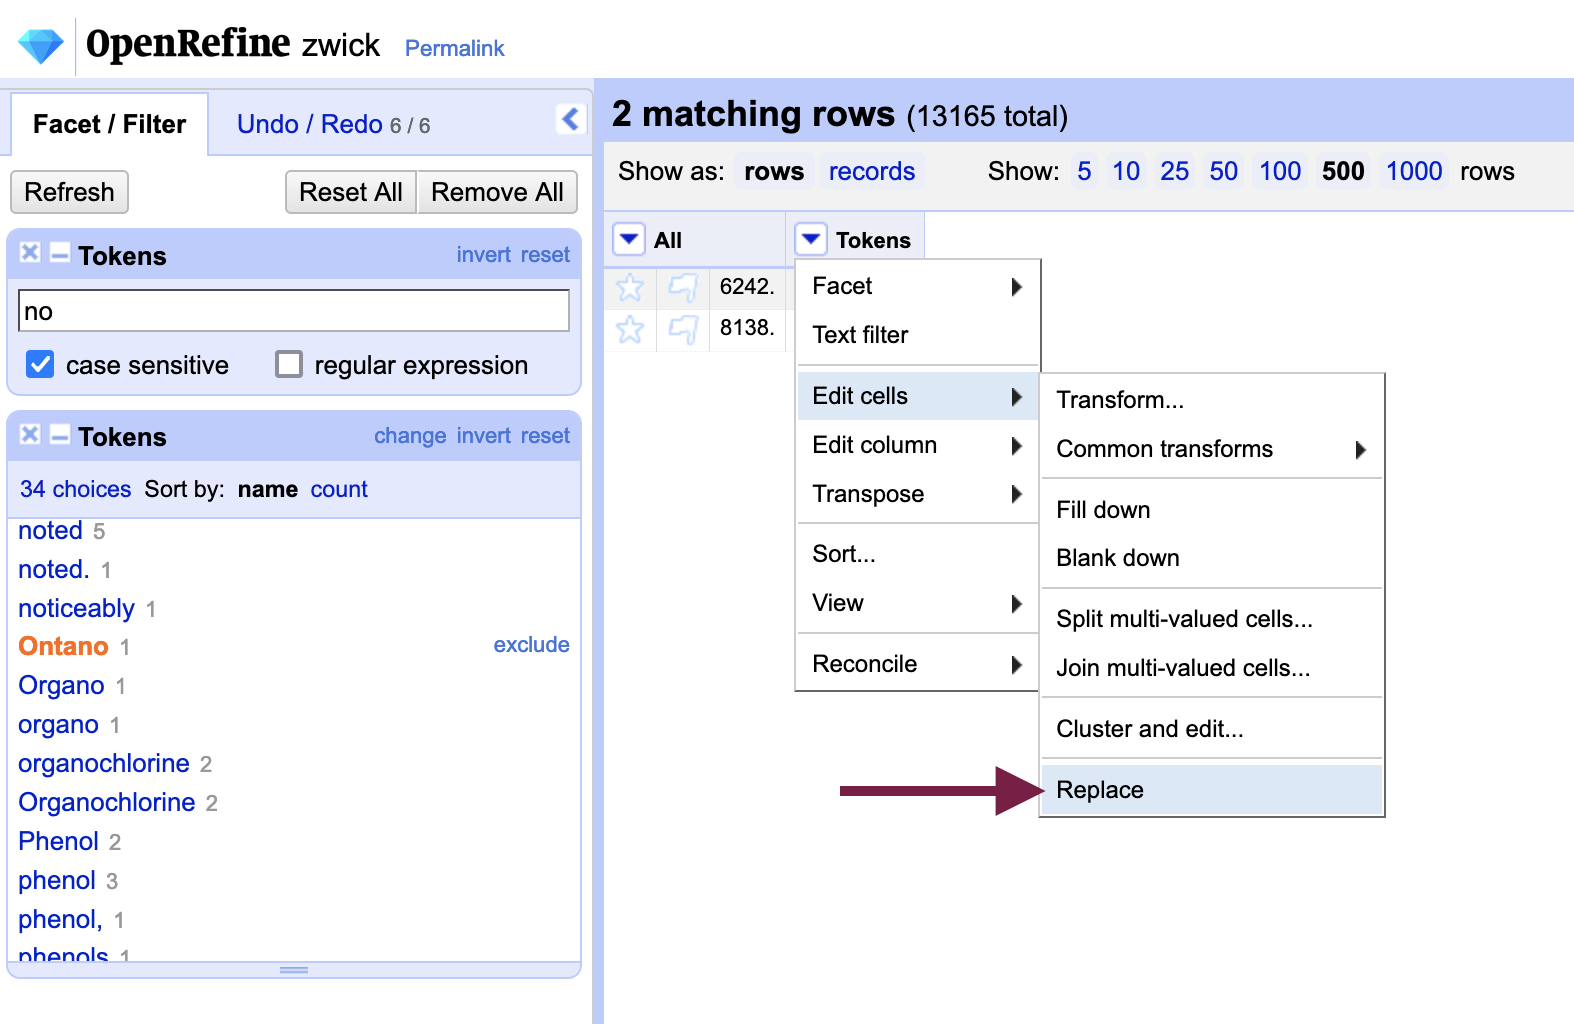 OpenRefine zwick Permalink
Facet / Filter Undo / Redo 6 / 6
Refresh Reset All Remove All
Tokens invert reset
no
case sensitive regular expression
Tokens change invert reset
34 choices Sort by: name count
noted 5
noted. 1
noticeably 1
Ontano 1 exclude
Organo 1
organo 1
organochlorine 2
Organochlorine 2
Phenol 2
phenol 3
phenol, 1
phenols 1
2 matching rows (13165 total)
Show as: rows records Show: 5 10 25 50 100 500 1000 rows
All Tokens
6242.
8138.
Facet
Text filter
Edit cells
Edit column
Transpose
Sort...
View
Reconcile
Transform...
Common transforms
Fill down
Blank down
Split multi-valued cells...
Join multi-valued cells...
Cluster and edit...
Replace